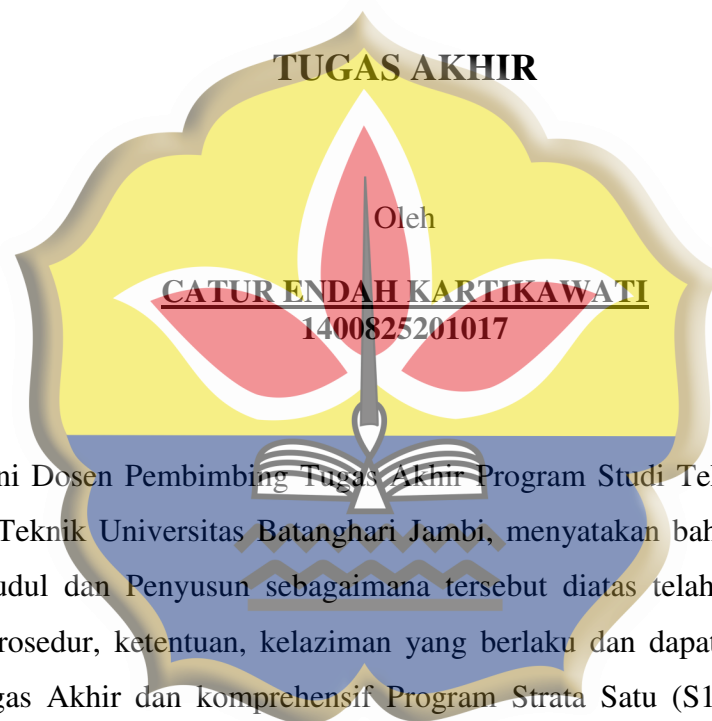 TUGAS AKHIR
Oleh
CATUR ENDAH KARTIKAWATI
1400825201017
ni Dosen Pembimbing Tugas Akhir Program Studi Te
Teknik Universitas Batanghari Jambi, menyatakan bah
udul dan Penyusun sebagaimana tersebut diatas telah
rosedur, ketentuan, kelaziman yang berlaku dan dapat
gas Akhir dan komprehensif Program Strata Satu (S1